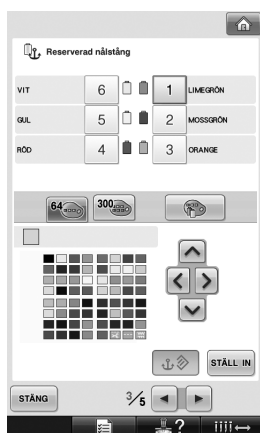 Reserverad nålstång
VIT 6 1 LIMEGRÖN
GUL 5 2 MOSSGRÖN
RÖD 4 3 ORANGE
64 300
STÄLL IN
STÄNG 3/5
?